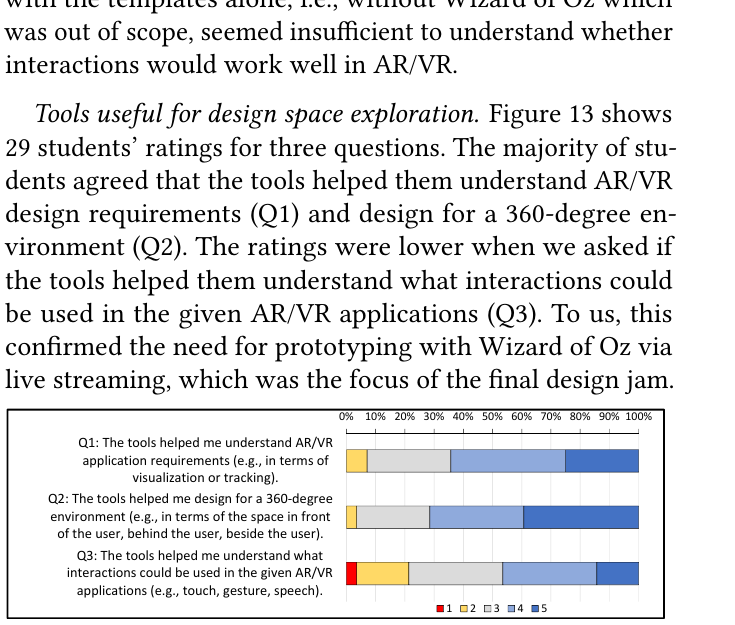 with the templates alone, i.e., without Wizard of Oz which
was out of scope, seemed insufficient to understand whether
interactions would work well in AR/VR.
Tools useful for design space exploration. Figure 13 shows
29 students’ ratings for three questions. The majority of stu-
dents agreed that the tools helped them understand AR/VR
design requirements (Q1) and design for a 360-degree en-
vironment (Q2). The ratings were lower when we asked if
the tools helped them understand what interactions could
be used in the given AR/VR applications (Q3). To us, this
confirmed the need for prototyping with Wizard of Oz via
live streaming, which was the focus of the final design jam.
0% 10% 20% 30% 40% 50% 60% 70% 80% 90% 100%
Q1: The tools helped me understand AR/VR
application requirements (e.g., in terms of
visualization or tracking).
Q2: The tools helped me design for a 360-degree
environment (e.g., in terms of the space in front
of the user, behind the user, beside the user).
Q3: The tools helped me understand what
interactions could be used in the given AR/VR
applications (e.g., touch, gesture, speech).
1 2 3 4 5